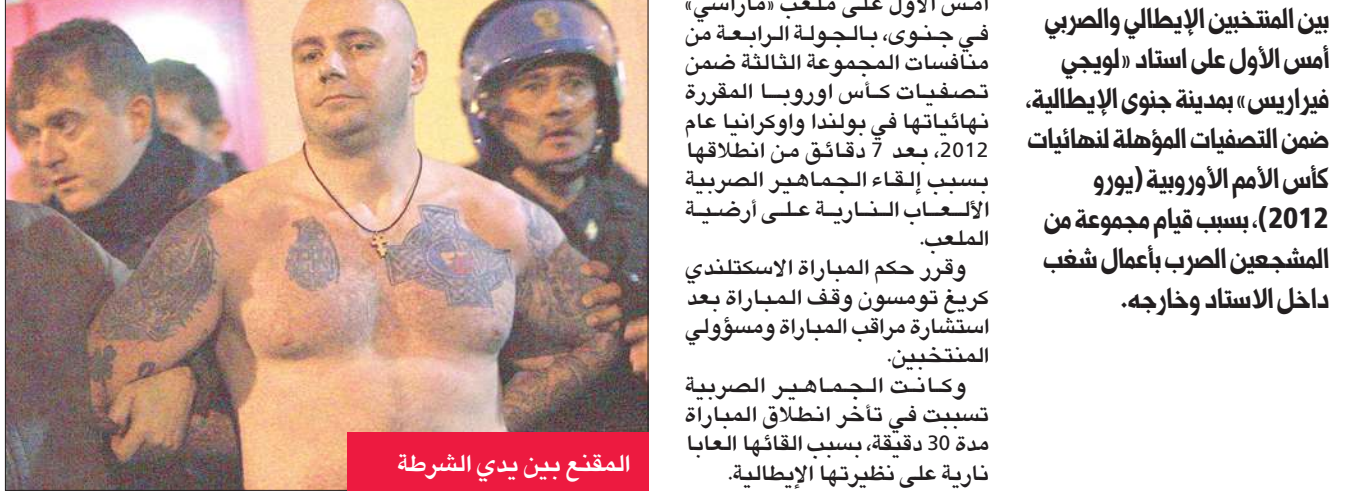 بين المنتخبين الإيطالي والصربي
أمس الأول على استاد «لويجي
فيراريس» بمدينة جنوى الإيطالية،
ضمن التصفيات المؤهلة لنهائيات
كأس الأمم الأوروبية (يورو
2012)، بسبب قيام مجموعة من
المشجعين الصرب بأعمال شغب
داخل الاستاد وخارجه.
امس الاول على ملعب «ماراسي»
في جنوى، بالجولة الرابعة من
منافسات المجموعة الثالثة ضمن
تصفيات كأس اوروبا المقررة
نهائياتها في بولندا واوكرانيا عام
2012، بعد 7 دقائق من انطلاقها
بسبب إلقاء الجماهير الصربية
الألعاب النارية على أرضية
الملعب.
وقرر حكم المباراة الاسكتلندي
كريغ تومسون وقف المباراة بعد
استشارة مراقب المباراة ومسؤولي
المنتخبين.
وكانت الجماهير الصربية
تسببت في تأخر انطلاق المباراة
مدة 30 دقيقة، بسبب القائها العابا
نارية على نظيرتها الإيطالية.
المقنع بين يدي الشرطة